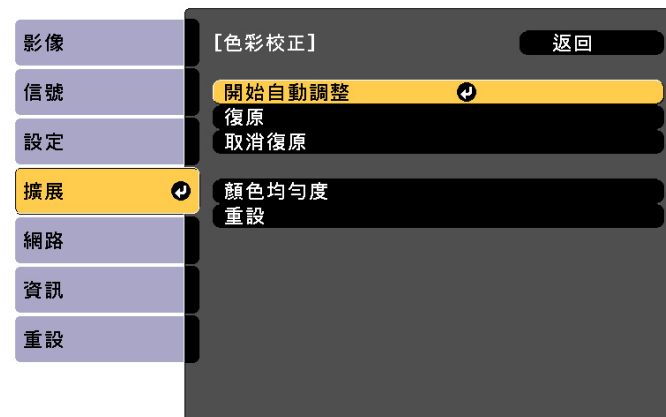 影像
信號
設定
擴展
網路
資訊
重設
[色彩校正]
返回
開始自動調整
復原
取消復原
顏色均勻度
重設